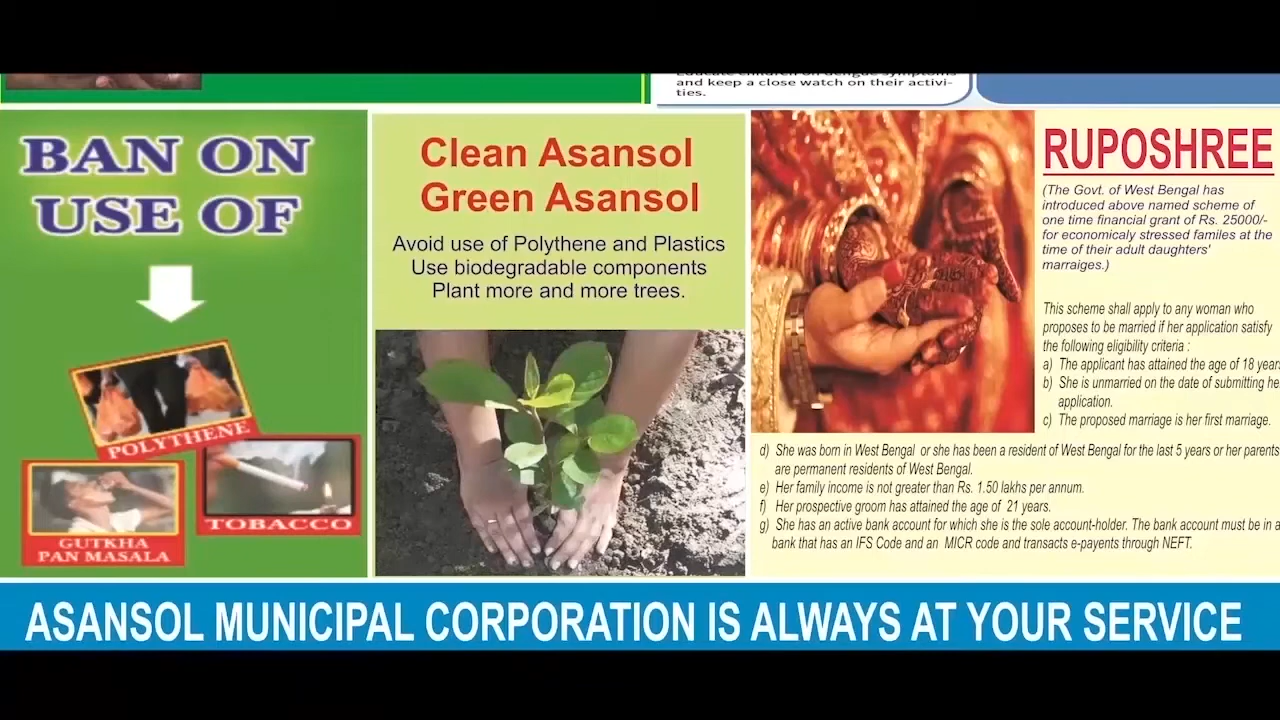 Educate children on dengue symptoms
and keep a close watch on their activi-
ties.
BAN ON
USE OF
POLYTHENE
TOBACCO
GUTKHA
PAN MASALA
Clean Asansol
Green Asansol
Avoid use of Polythene and Plastics
Use biodegradable components
Plant more and more trees.
RUPOSHREE
(The Govt. of West Bengal has
introduced above named scheme of
one time financial grant of Rs. 25000/-
for economicaly stressed familes at the
time of their adult daughters'
marraiges.)
This scheme shall apply to any woman who
proposes to be married if her application satisfy
the following eligibility criteria :
a) The applicant has attained the age of 18 years
b) She is unmarried on the date of submitting he
application.
c) The proposed marriage is her first marriage.
d) She was born in West Bengal or she has been a resident of West Bengal for the last 5 years or her parents
are permanent residents of West Bengal.
e) Her family income is not greater than Rs. 1.50 lakhs per annum.
f) Her prospective groom has attained the age of 21 years.
g) She has an active bank account for which she is the sole account-holder. The bank account must be in a
bank that has an IFS Code and an MICR code and transacts e-payents through NEFT.
ASANSOL MUNICIPAL CORPORATION IS ALWAYS AT YOUR SERVICE